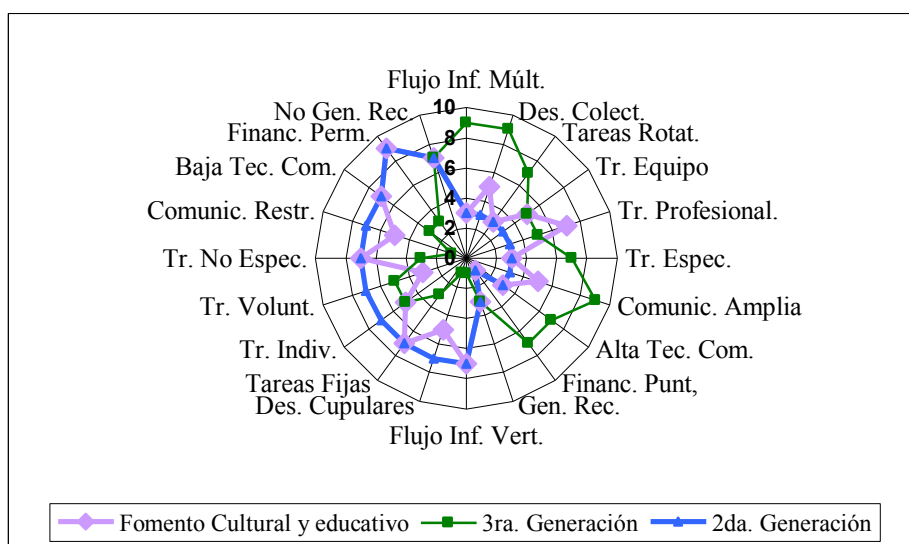 Flujo Inf. Múlt.
No Gen. Rec.
10
Des. Colect.
Financ. Perm.
8
Tareas Rotat.
Baja Tec. Com.
6
Tr. Equipo
Comunic. Restr.
4
Tr. Profesional.
2
Tr. No Espec.
0
Tr. Espec.
Tr. Volunt.
Comunic. Amplia
Tr. Indiv.
Alta Tec. Com.
Tareas Fijas
Financ. Punt,
Des. Cupulares
Gen. Rec.
Flujo Inf. Vert.
Fomento Cultural y educativo 3ra. Generación 2da. Generación